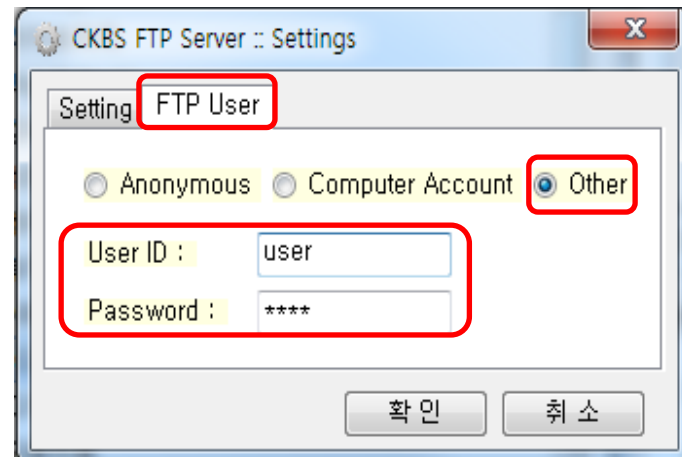 CKBS FTP Server :: Settings
Setting FTP User
Anonymous Computer Account Other
User ID : user
Password : ****
확 인 취 소